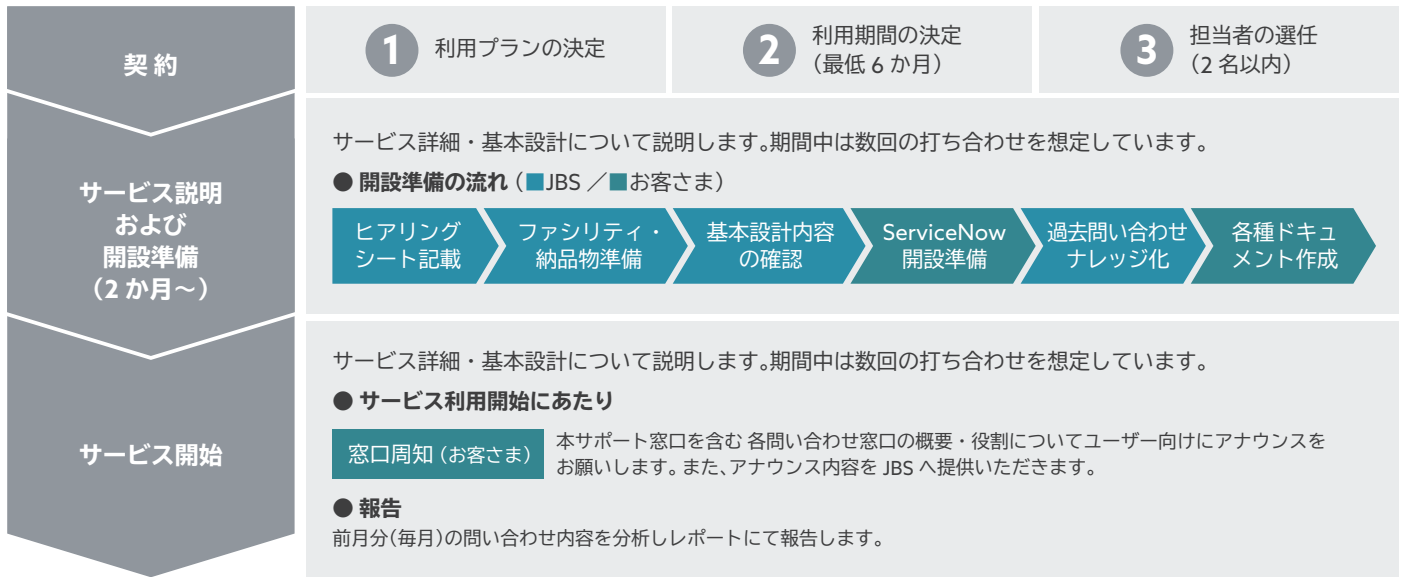 契約
1
利用プランの決定
2
利用期間の決定
（最低 6 か月）
3
担当者の選任
（2 名以内）
サービス説明
および
開設準備
（2 か月～）
サービス詳細・基本設計について説明します。期間中は数回の打ち合わせを想定しています。
● 開設準備の流れ（■JBS ／■お客さま）
ヒアリング
シート記載
ファシリティ・
納品物準備
基本設計内容
の確認
ServiceNow
開設準備
過去問い合わせ
ナレッジ化
各種ドキュ
メント作成
サービス開始
サービス詳細・基本設計について説明します。期間中は数回の打ち合わせを想定しています。
● サービス利用開始にあたり
窓口周知（お客さま）
本サポート窓口を含む 各問い合わせ窓口の概要・役割についてユーザー向けにアナウンスを
お願いします。また、アナウンス内容を JBS へ提供いただきます。
● 報告
前月分（毎月）の問い合わせ内容を分析しレポートにて報告します。